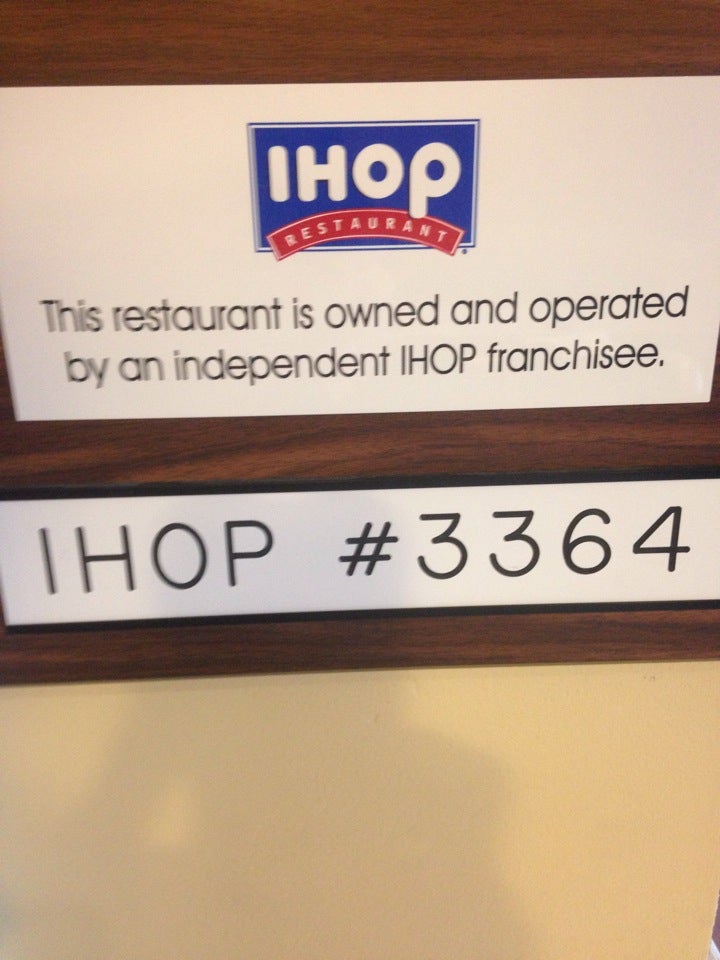 IHOP
RESTAURANT
This restaurant is owned and operated
by an independent IHOP franchisee.
IHOP #3364